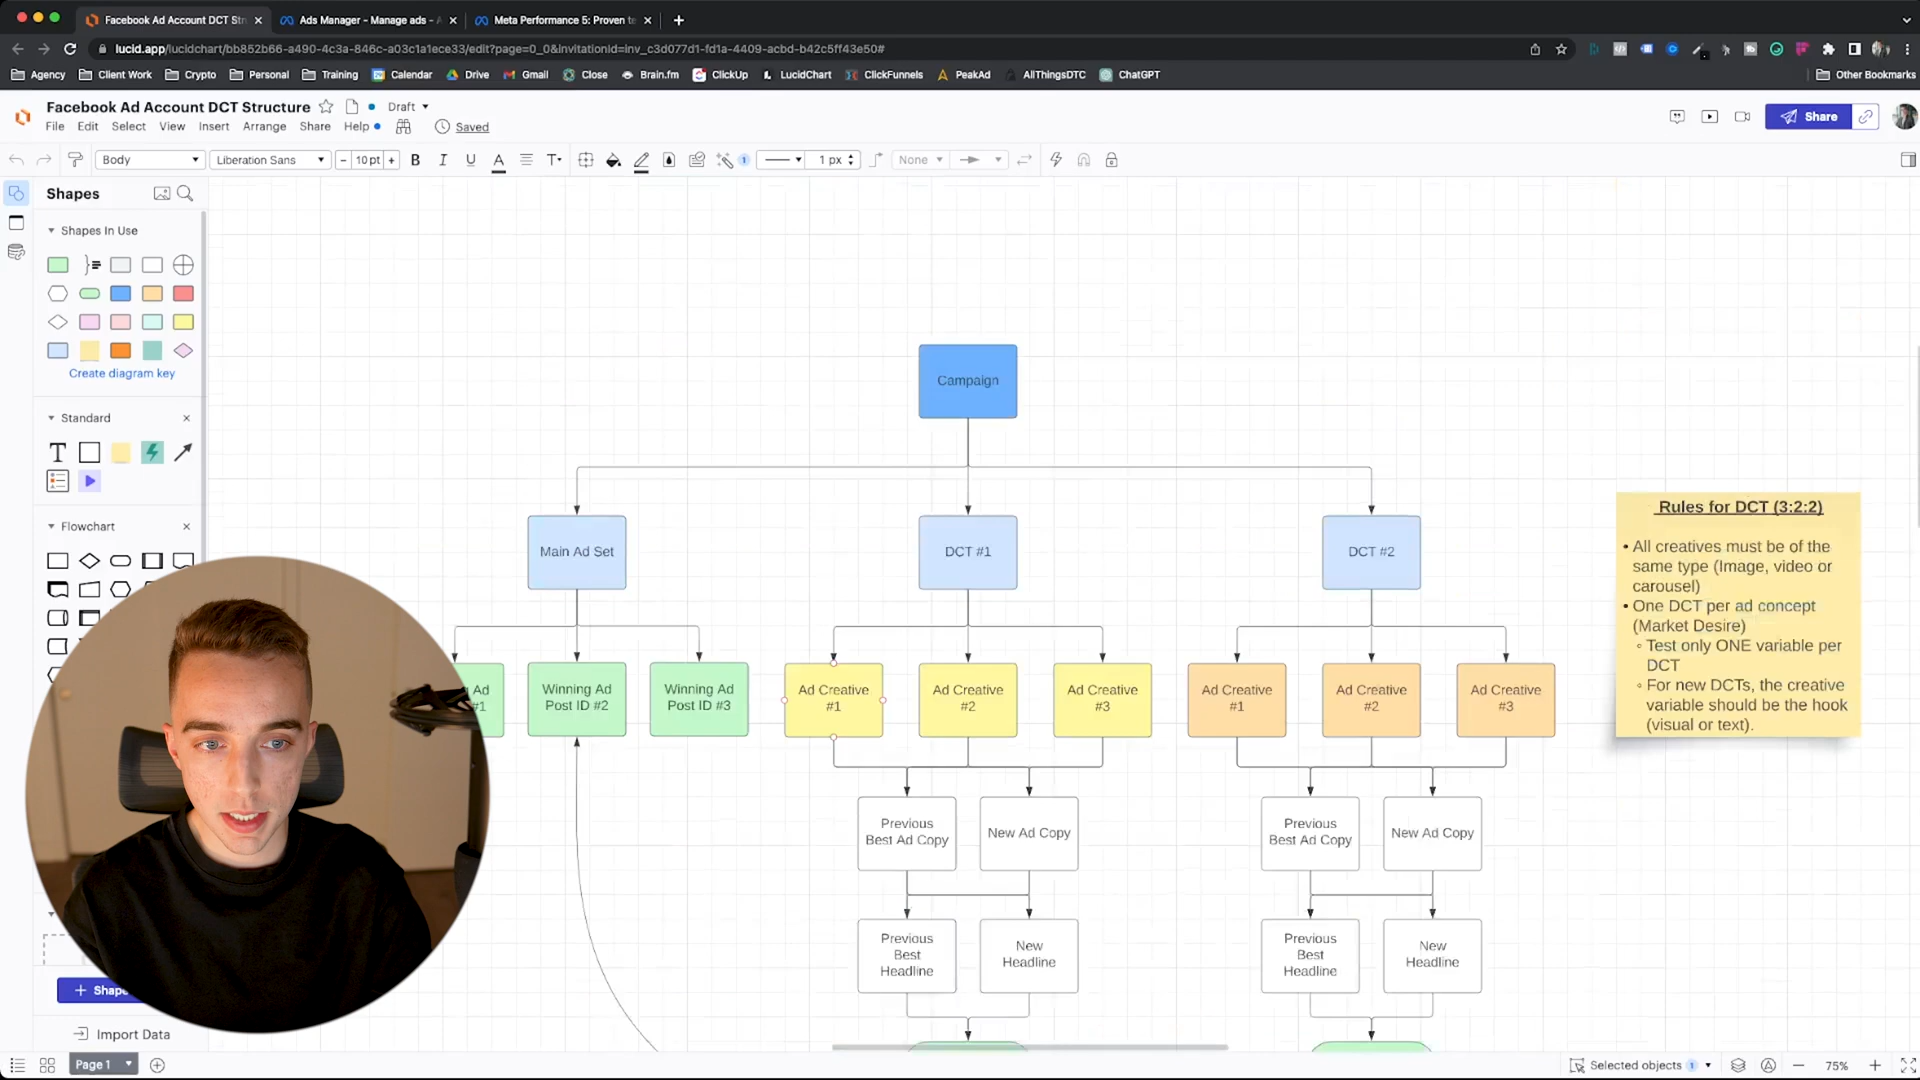 Facebook Ad Account DCT Str
Ads Manager - Manage ads -
Meta Performance 5: Proven te
lucid.app/lucidchart/bb852b66-a490-4c3a-846c-a03c1a1ece33/edit?page=0_0&invitationId=inv_c3d077d1-fd1a-4409-acbd-b42c5ff43e50#
Agency
Client Work
Crypto
Personal
Training
Calendar
Drive
Gmail
Close
Brain.fm
ClickUp
LucidChart
ClickFunnels
PeakAd
AllThingsDTC
ChatGPT
Other Bookmarks
Facebook Ad Account DCT Structure
Draft
File Edit Select View Insert Arrange Share Help
Saved
Share
Body
Liberation Sans
10 pt
1 px
None
Shapes
Shapes In Use
Create diagram key
Standard
Flowchart
Campaign
Main Ad Set
DCT #1
DCT #2
Ad
#1
Winning Ad
Post ID #2
Winning Ad
Post ID #3
Ad Creative
#1
Ad Creative
#2
Ad Creative
#3
Ad Creative
#1
Ad Creative
#2
Ad Creative
#3
Previous
Best Ad Copy
New Ad Copy
Previous
Best Ad Copy
New Ad Copy
Previous
Best
Headline
New
Headline
Previous
Best
Headline
New
Headline
Rules for DCT (3:2:2)
• All creatives must be of the
same type (Image, video or
carousel)
• One DCT per ad concept
(Market Desire)
◦ Test only ONE variable per
DCT
◦ For new DCTs, the creative
variable should be the hook
(visual or text).
+ Shap
Import Data
Page 1
Selected objects 1
75%